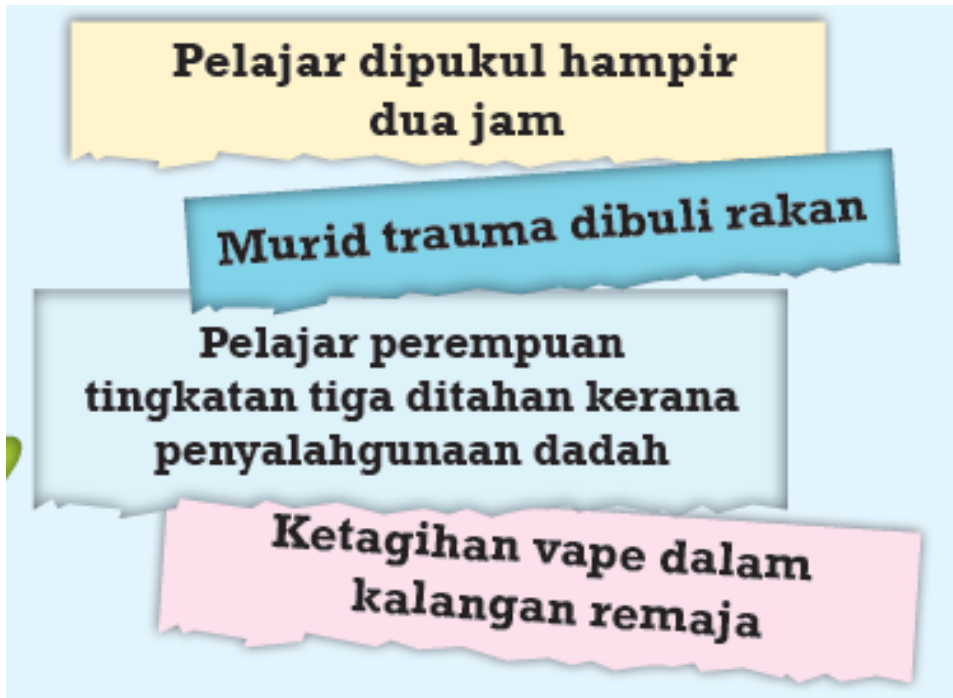 Pelajar dipukul hampir
dua jam
Murid trauma dibuli rakan
Pelajar perempuan
tingkatan tiga ditahan kerana
penyalahgunaan dadah
Ketagihan vape dalam
kalangan remaja